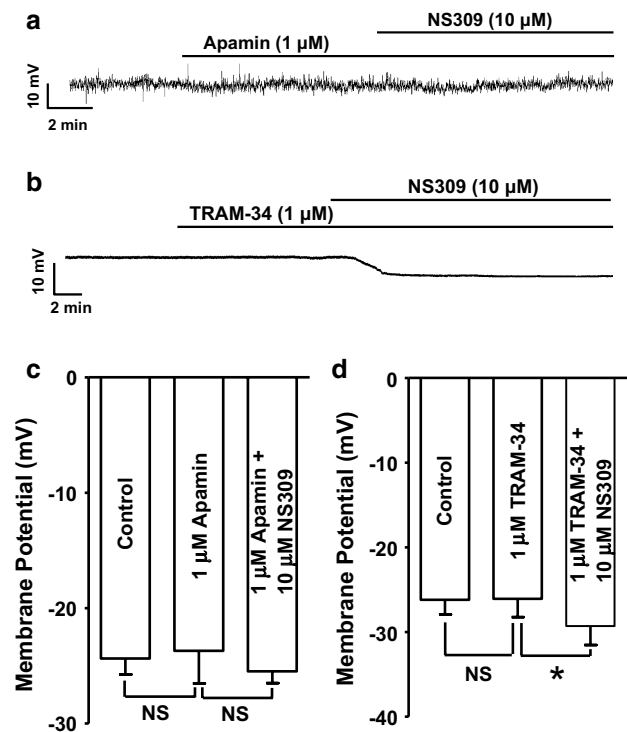 a
NS309 (10 µM)
Apamin (1 µM)
10 mV
2 min
b
NS309 (10 µM)
TRAM-34 (1 µM)
10 mV
2 min
c
Membrane Potential (mV)
0
-10
-20
-30
Control
1 µM Apamin
1 µM Apamin +
10 µM NS309
NS
NS
d
Membrane Potential (mV)
0
-10
-20
-30
-40
Control
1 µM TRAM-34
1 µM TRAM-34 +
10 µM NS309
NS
*